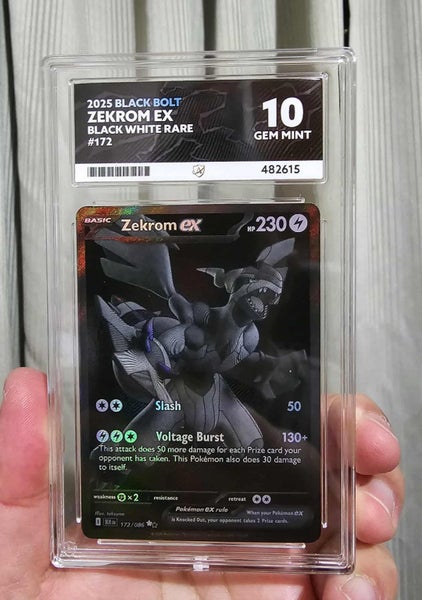 2025 BLACK BOLT
ZEKROM EX
BLACK WHITE RARE
#172
10
GEM MINT
482615
BASIC
Zekrom ex
HP 230
Slash 50
Voltage Burst 130+
This attack does 50 more damage for each Prize card your
opponent has taken. This Pokémon also does 30 damage
to itself.
weakness ×2 resistance retreat
Pokémon ex rule
When your Pokémon ex
is Knocked Out, your opponent takes 2 Prize cards.
172/086